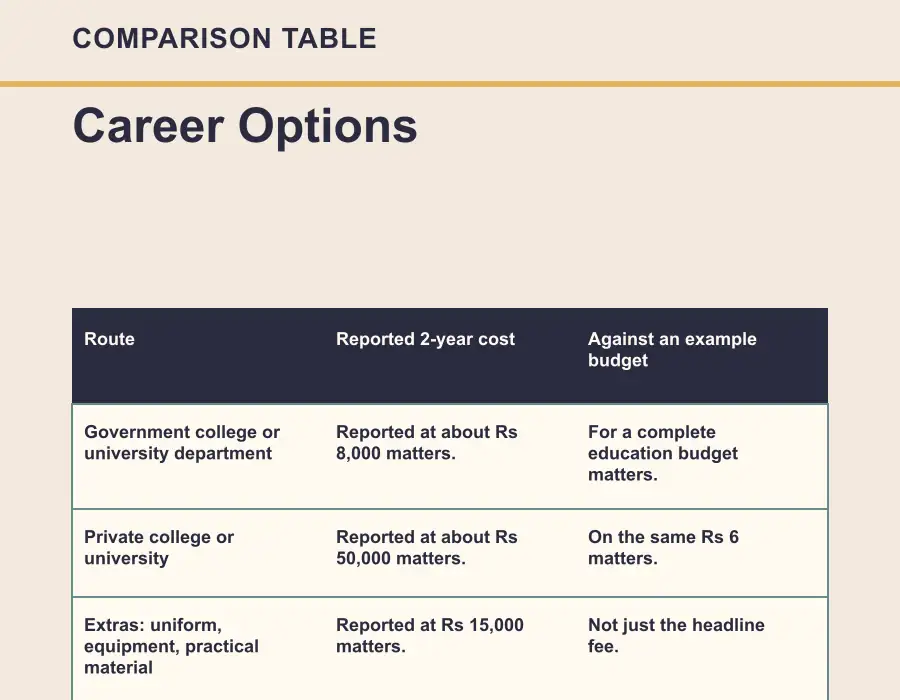 COMPARISON TABLE
Career Options
Route
Reported 2-year cost
Against an example
budget
Government college or
university department
Reported at about Rs
8,000 matters.
For a complete
education budget
matters.
Private college or
university
Reported at about Rs
50,000 matters.
On the same Rs 6
matters.
Extras: uniform,
equipment, practical
material
Reported at Rs 15,000
matters.
Not just the headline
fee.